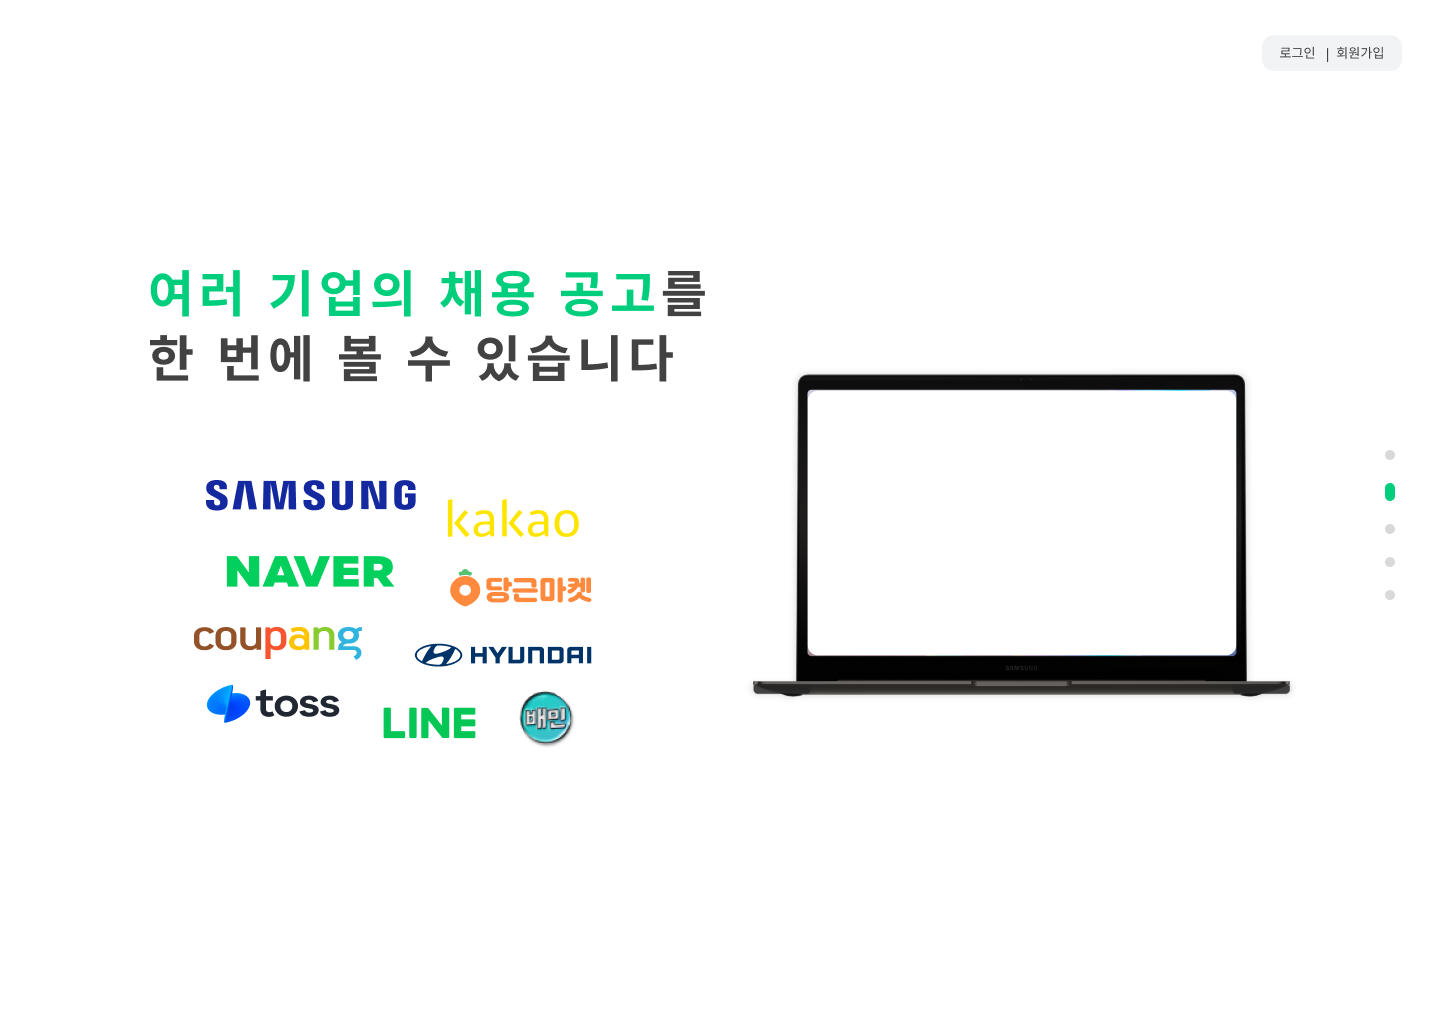 로그인 | 회원가입
여러 기업의 채용 공고를
한 번에 볼 수 있습니다
SAMSUNG
kakao
NAVER
당근마켓
coupang
HYUNDAI
toss
LINE
배민
SAMSUNG